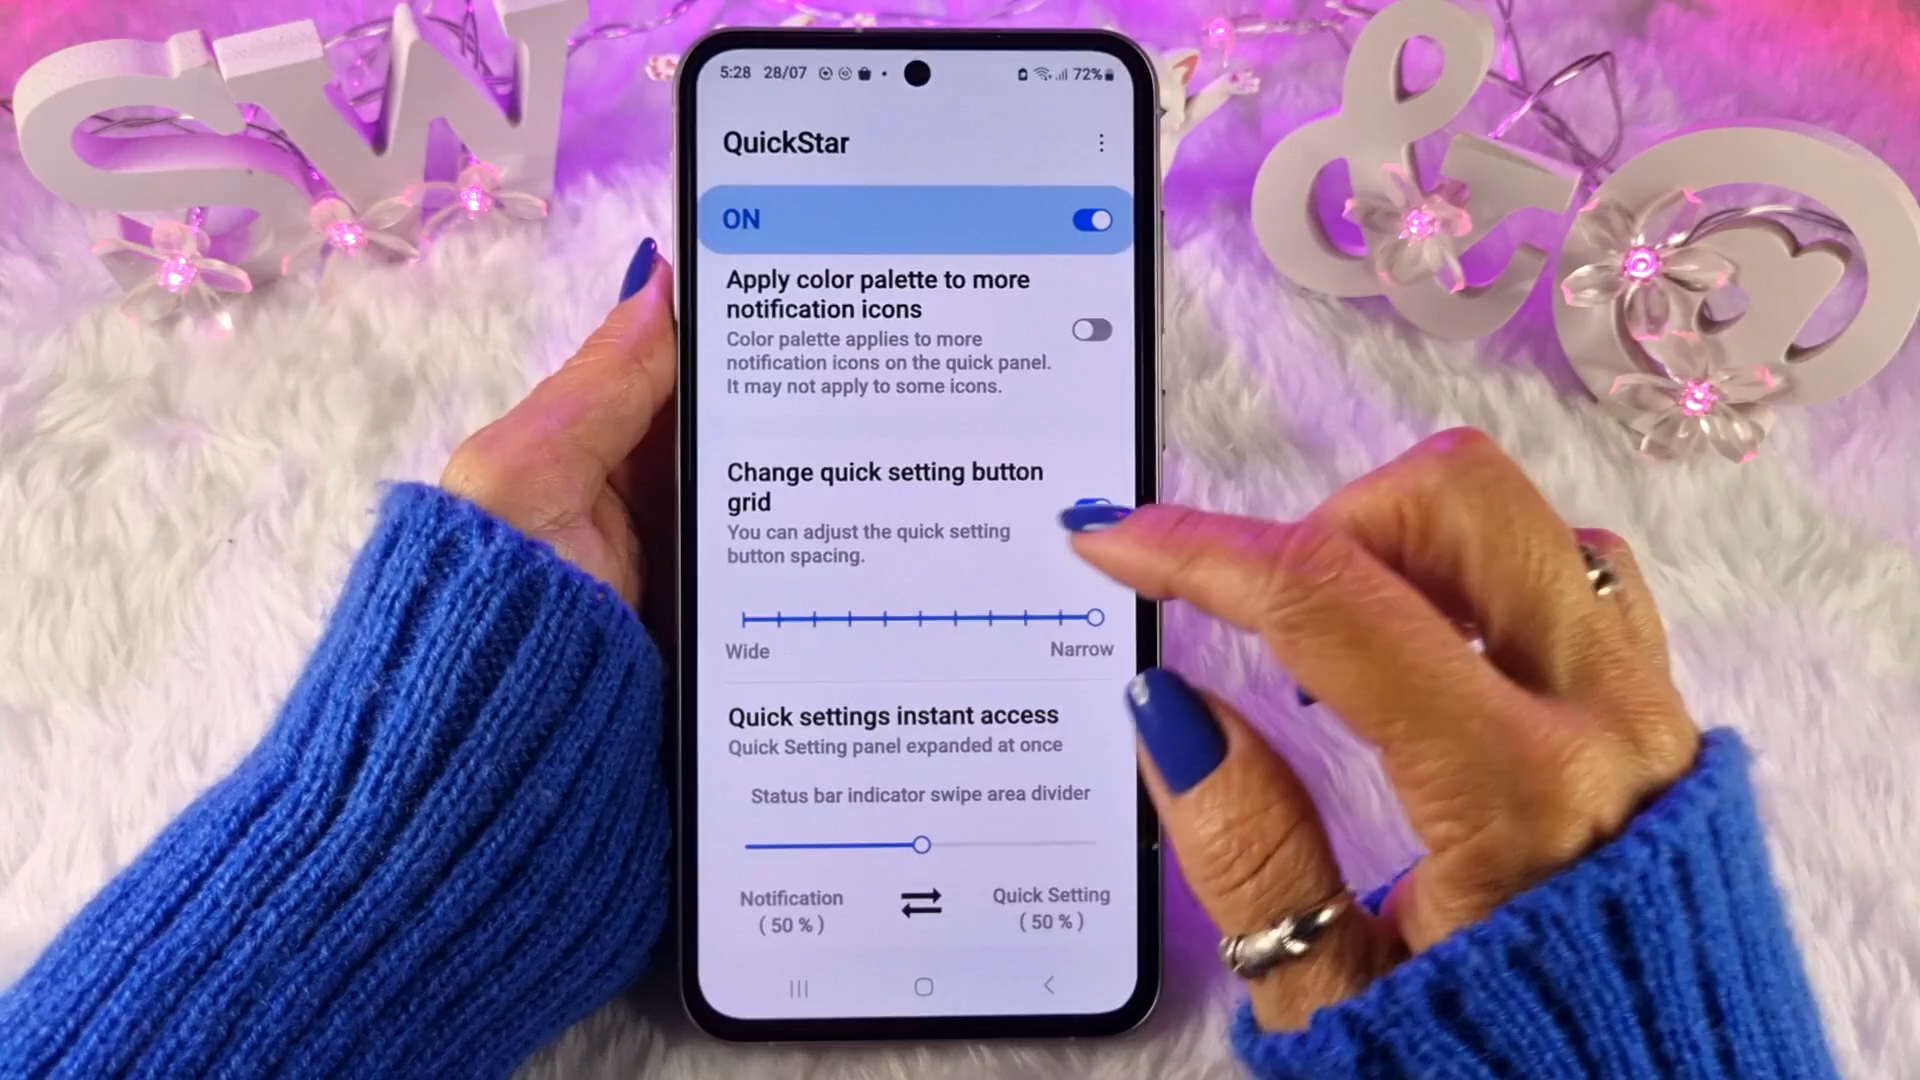 SW &
5:28 28/07 72%
QuickStar
ON
Apply color palette to more
notification icons
Color palette applies to more
notification icons on the quick panel.
It may not apply to some icons.
Change quick setting button
grid
You can adjust the quick setting
button spacing.
Wide Narrow
Quick settings instant access
Quick Setting panel expanded at once
Status bar indicator swipe area divider
Notification Quick Setting
( 50 % ) ( 50 % )